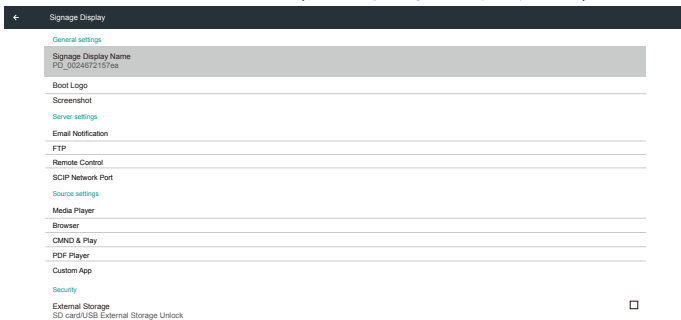 Signage Display
General settings
Signage Display Name
PD_0024672157ea
Boot Logo
Screenshot
Server settings
Email Notification
FTP
Remote Control
SCIP Network Port
Source settings
Media Player
Browser
CMND & Play
PDF Player
Custom App
Security
External Storage
SD card/USB External Storage Unlock